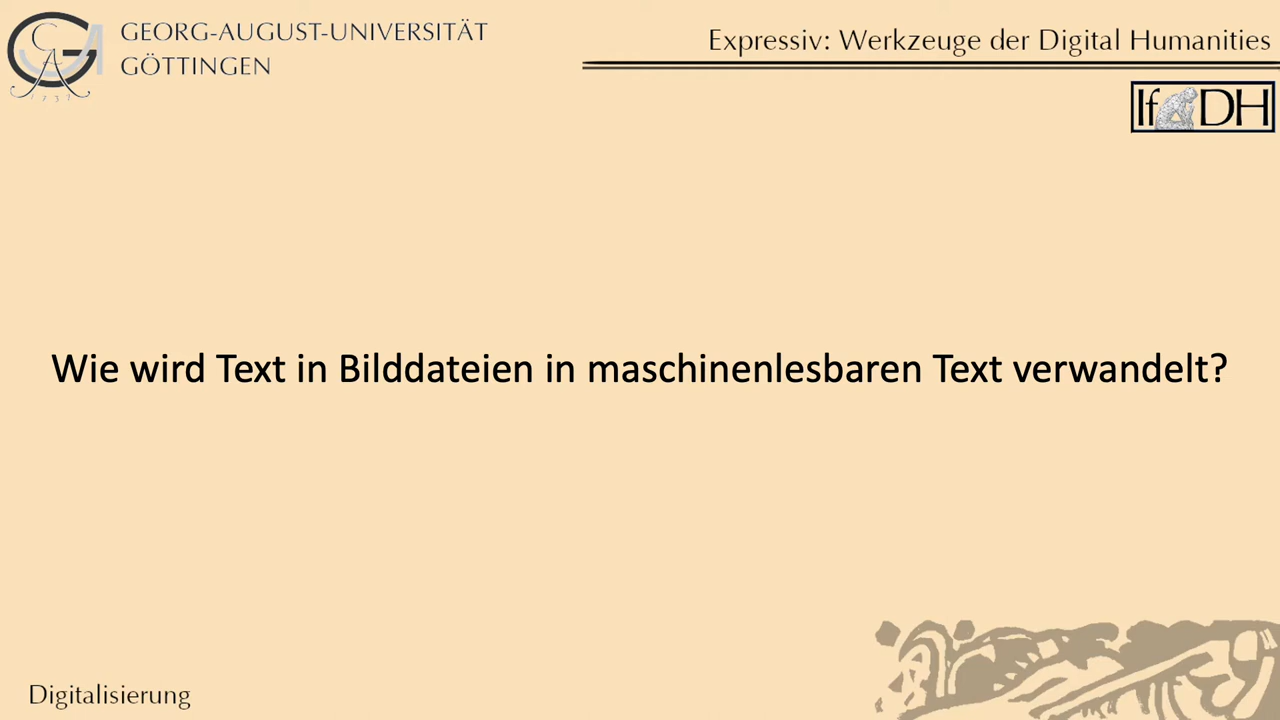 GEORG-AUGUST-UNIVERSITÄT
GÖTTINGEN
1737
Expressiv: Werkzeuge der Digital Humanities
IfDH
Wie wird Text in Bilddateien in maschinenlesbaren Text verwandelt?
Digitalisierung